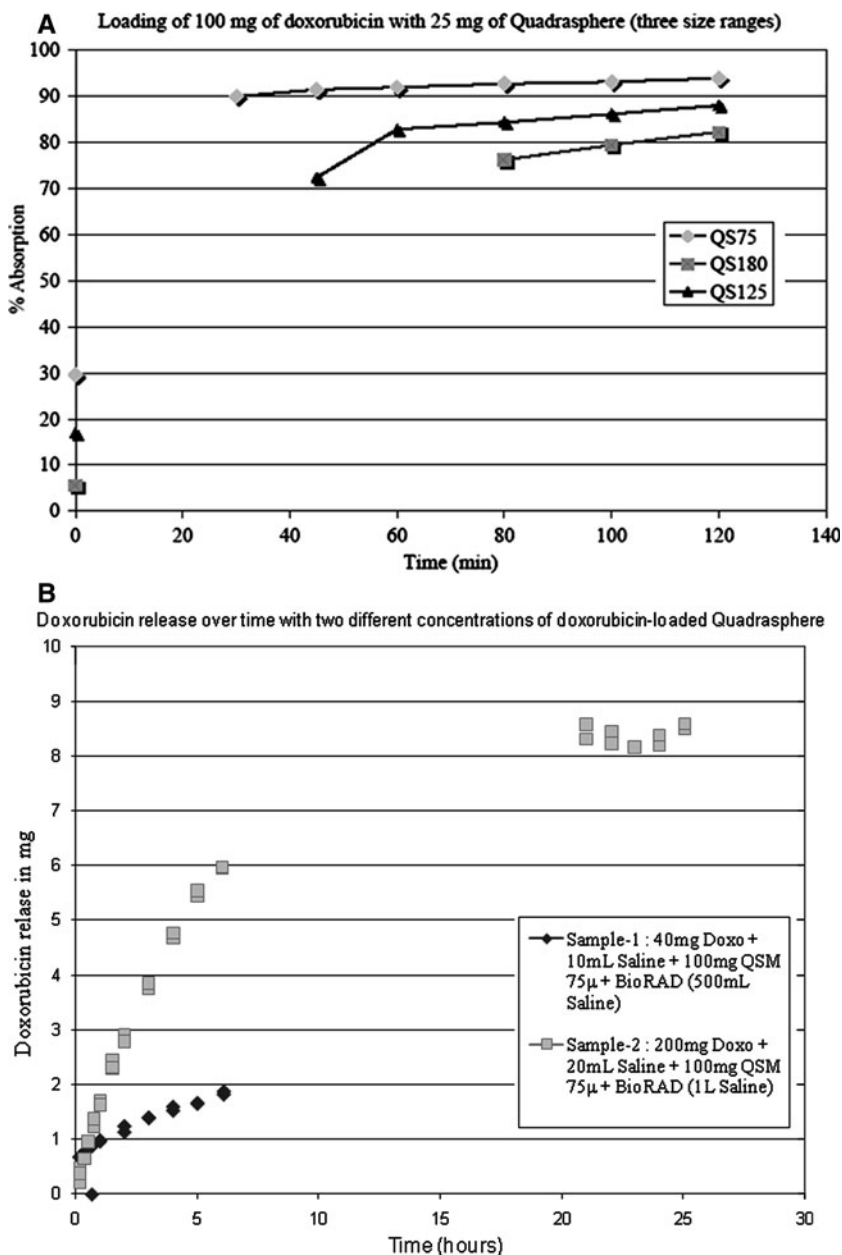 A
Loading of 100 mg of doxorubicin with 25 mg of Quadrasphere (three size ranges)
100
90
80
70
60
50
40
30
20
10
0
% Absorption
QS75
QS180
QS125
0 20 40 60 80 100 120 140
Time (min)
B
Doxorubicin release over time with two different concentrations of doxorubicin-loaded Quadrasphere
10
9
8
7
6
5
4
3
2
1
0
Doxorubicin relase in mg
Sample-1 : 40mg Doxo +
10mL Saline + 100mg QSM
75µ + BioRAD (500mL
Saline)
Sample-2 : 200mg Doxo +
20mL Saline + 100mg QSM
75µ + BioRAD (1L Saline)
0 5 10 15 20 25 30
Time (hours)